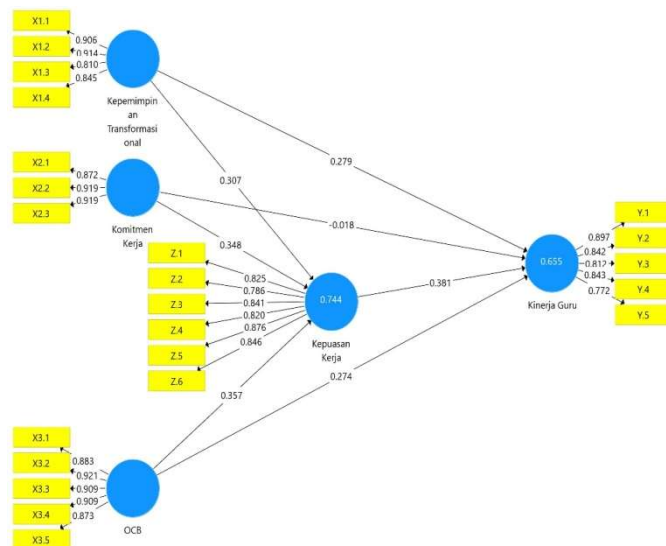 X1.1
X1.2
X1.3
X1.4
0.906
0.914
0.810
0.845
Kepemimpin
an
Transformas
ional
X2.1
X2.2
X2.3
0.872
0.919
0.919
Komitmen
Kerja
0.279
0.307
-0.018
0.348
Z.1
Z.2
Z.3
Z.4
Z.5
Z.6
0.825
0.786
0.841
0.820
0.876
0.846
0.744
Kepuasan
Kerja
0.381
0.357
0.274
0.655
Kinerja Guru
0.897
0.842
0.812
0.843
0.772
Y.1
Y.2
Y.3
Y.4
Y.5
X3.1
X3.2
X3.3
X3.4
X3.5
0.883
0.921
0.909
0.909
0.873
OCB